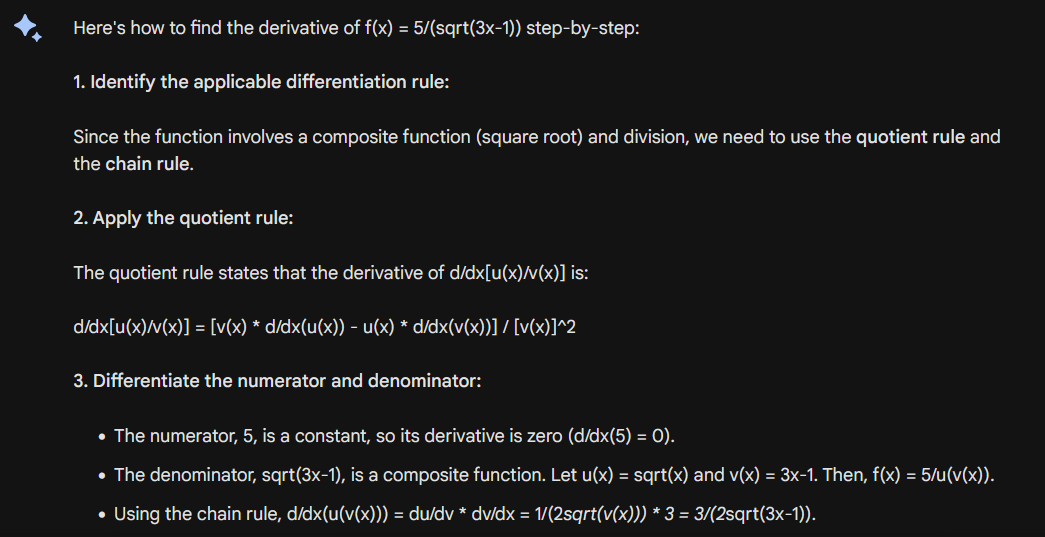 Here's how to find the derivative of f(x) = 5/(sqrt(3x-1)) step-by-step:
1. Identify the applicable differentiation rule:
Since the function involves a composite function (square root) and division, we need to use the quotient rule and
the chain rule.
2. Apply the quotient rule:
The quotient rule states that the derivative of d/dx[u(x)/v(x)] is:
d/dx[u(x)/v(x)] = [v(x) * d/dx(u(x)) - u(x) * d/dx(v(x))] / [v(x)]^2
3. Differentiate the numerator and denominator:
• The numerator, 5, is a constant, so its derivative is zero (d/dx(5) = 0).
• The denominator, sqrt(3x-1), is a composite function. Let u(x) = sqrt(x) and v(x) = 3x-1. Then, f(x) = 5/u(v(x)).
• Using the chain rule, d/dx(u(v(x))) = du/dv * dv/dx = 1/(2sqrt(v(x))) * 3 = 3/(2sqrt(3x-1)).